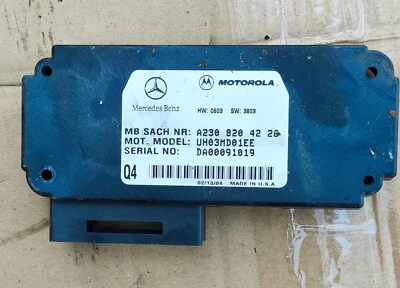 MOTOROLA
Mercedes Benz
HW: 0603 SW: 3803
MB SACH NR: A230 820 42 26
MOT. MODEL: UH03MD01EE
SERIAL NO: DA00091019
Q4
02/13/04 MADE IN U.S.A.